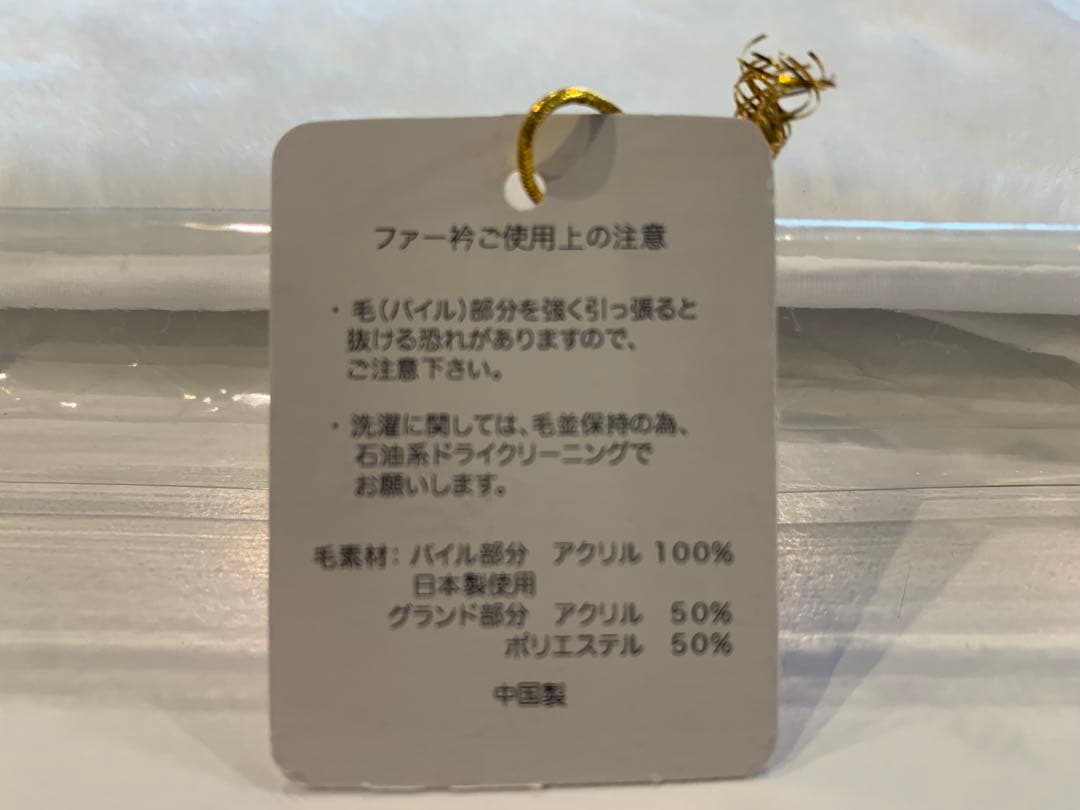 ファー衿ご使用上の注意
・毛(パイル)部分を強く引っ張ると
抜ける恐れがありますので、
ご注意下さい。
・洗濯に関しては、毛並保持の為、
石油系ドライクリーニングで
お願いします。
毛素材：パイル部分 アクリル 100%
日本製使用
グランド部分 アクリル 50%
ポリエステル 50%
中国製